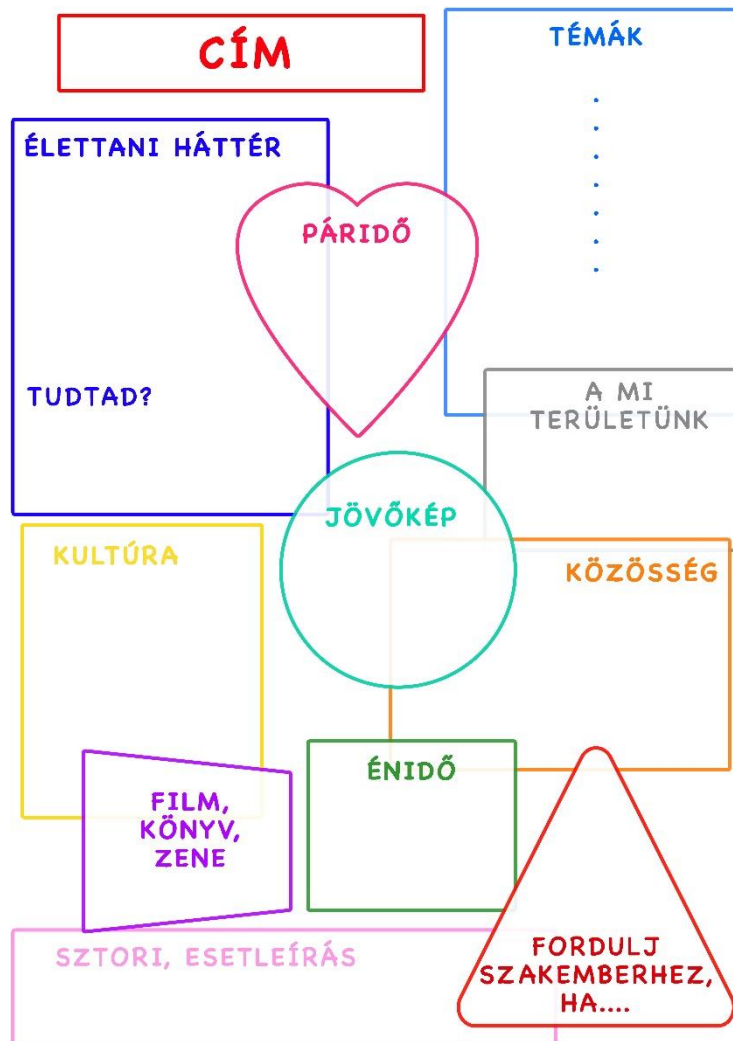 CÍM
TÉMÁK
ÉLETTANI HÁTTÉR
PÁRIDŐ
TUDTAD?
A MI
TERÜLETÜNK
JÖVŐKÉP
KULTÚRA
KÖZÖSSÉG
ÉNIDŐ
FILM,
KÖNYV,
ZENE
SZTORI, ESETLEÍRÁS
FORDULJ
SZAKEMBERHEZ,
HA....